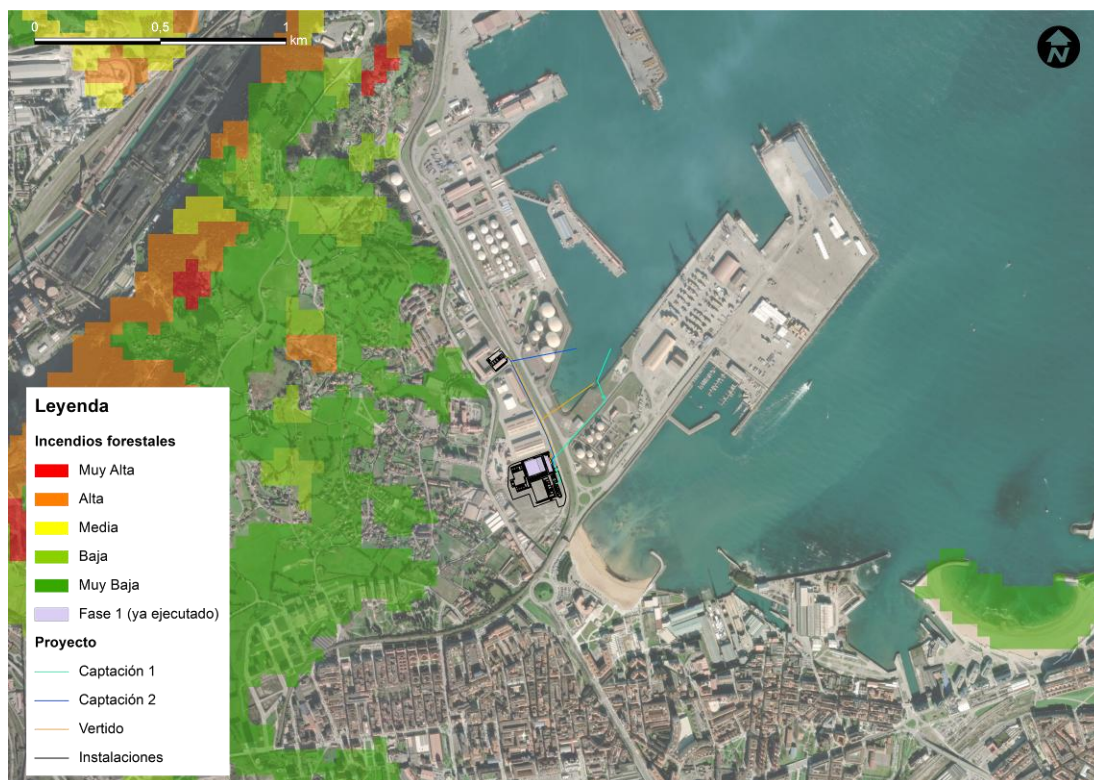 0 0.5 1
km
N
Leyenda
Incendios forestales
Muy Alta
Alta
Media
Baja
Muy Baja
Fase 1 (ya ejecutado)
Proyecto
Captación 1
Captación 2
Vertido
Instalaciones